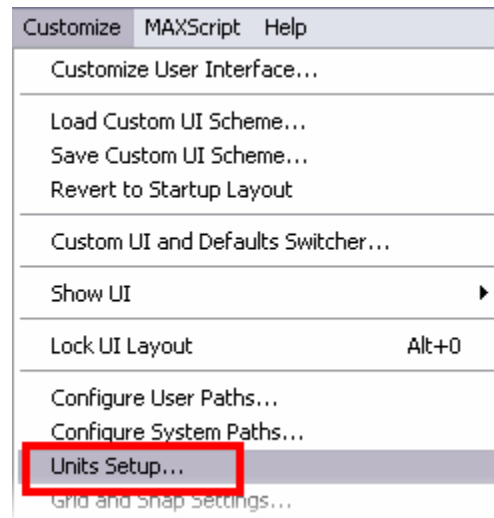 Customize MAXScript Help
Customize User Interface...
Load Custom UI Scheme...
Save Custom UI Scheme...
Revert to Startup Layout
Custom UI and Defaults Switcher...
Show UI
Lock UI Layout Alt+0
Configure User Paths...
Configure System Paths...
Units Setup...
Grid and Snap Settings...